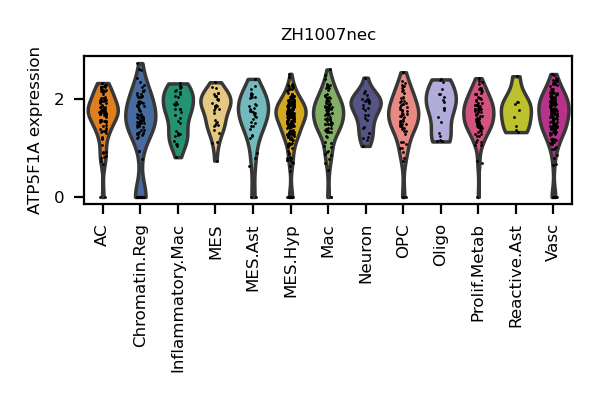 ZH1007nec
ATP5F1A expression
2
0
AC
Chromatin.Reg
Inflammatory.Mac
MES
MES.Ast
MES.Hyp
Mac
Neuron
OPC
Oligo
Prolif.Metab
Reactive.Ast
Vasc